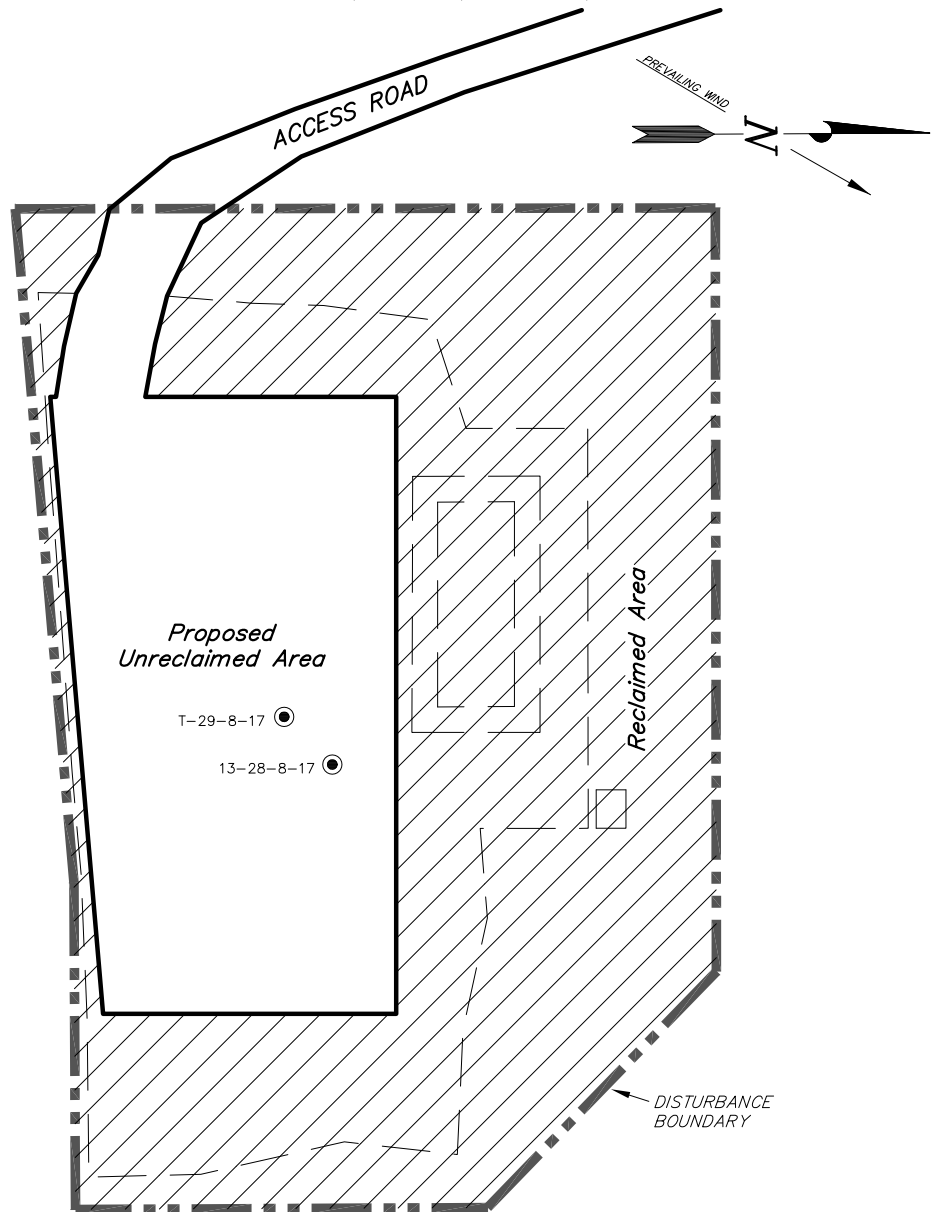 ACCESS ROAD
PREVAILING WIND
N
Proposed
Unreclaimed Area
Reclaimed Area
T-29-8-17
13-28-8-17
DISTURBANCE
BOUNDARY